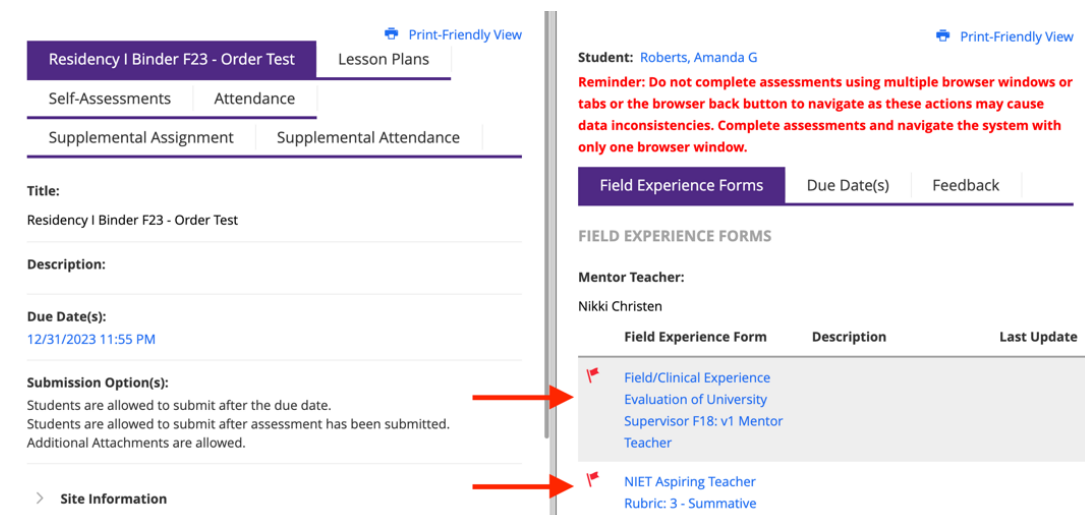 Print-Friendly View
Residency I Binder F23 - Order Test
Lesson Plans
Self-Assessments
Attendance
Supplemental Assignment
Supplemental Attendance
Title:
Residency I Binder F23 - Order Test
Description:
Due Date(s):
12/31/2023 11:55 PM
Submission Option(s):
Students are allowed to submit after the due date.
Students are allowed to submit after assessment has been submitted.
Additional Attachments are allowed.
Site Information
Print-Friendly View
Student: Roberts, Amanda G
Reminder: Do not complete assessments using multiple browser windows or
tabs or the browser back button to navigate as these actions may cause
data inconsistencies. Complete assessments and navigate the system with
only one browser window.
Field Experience Forms
Due Date(s)
Feedback
FIELD EXPERIENCE FORMS
Mentor Teacher:
Nikki Christen
Field Experience Form
Description
Last Update
Field/Clinical Experience
Evaluation of University
Supervisor F18: v1 Mentor
Teacher
NIET Aspiring Teacher
Rubric: 3 - Summative